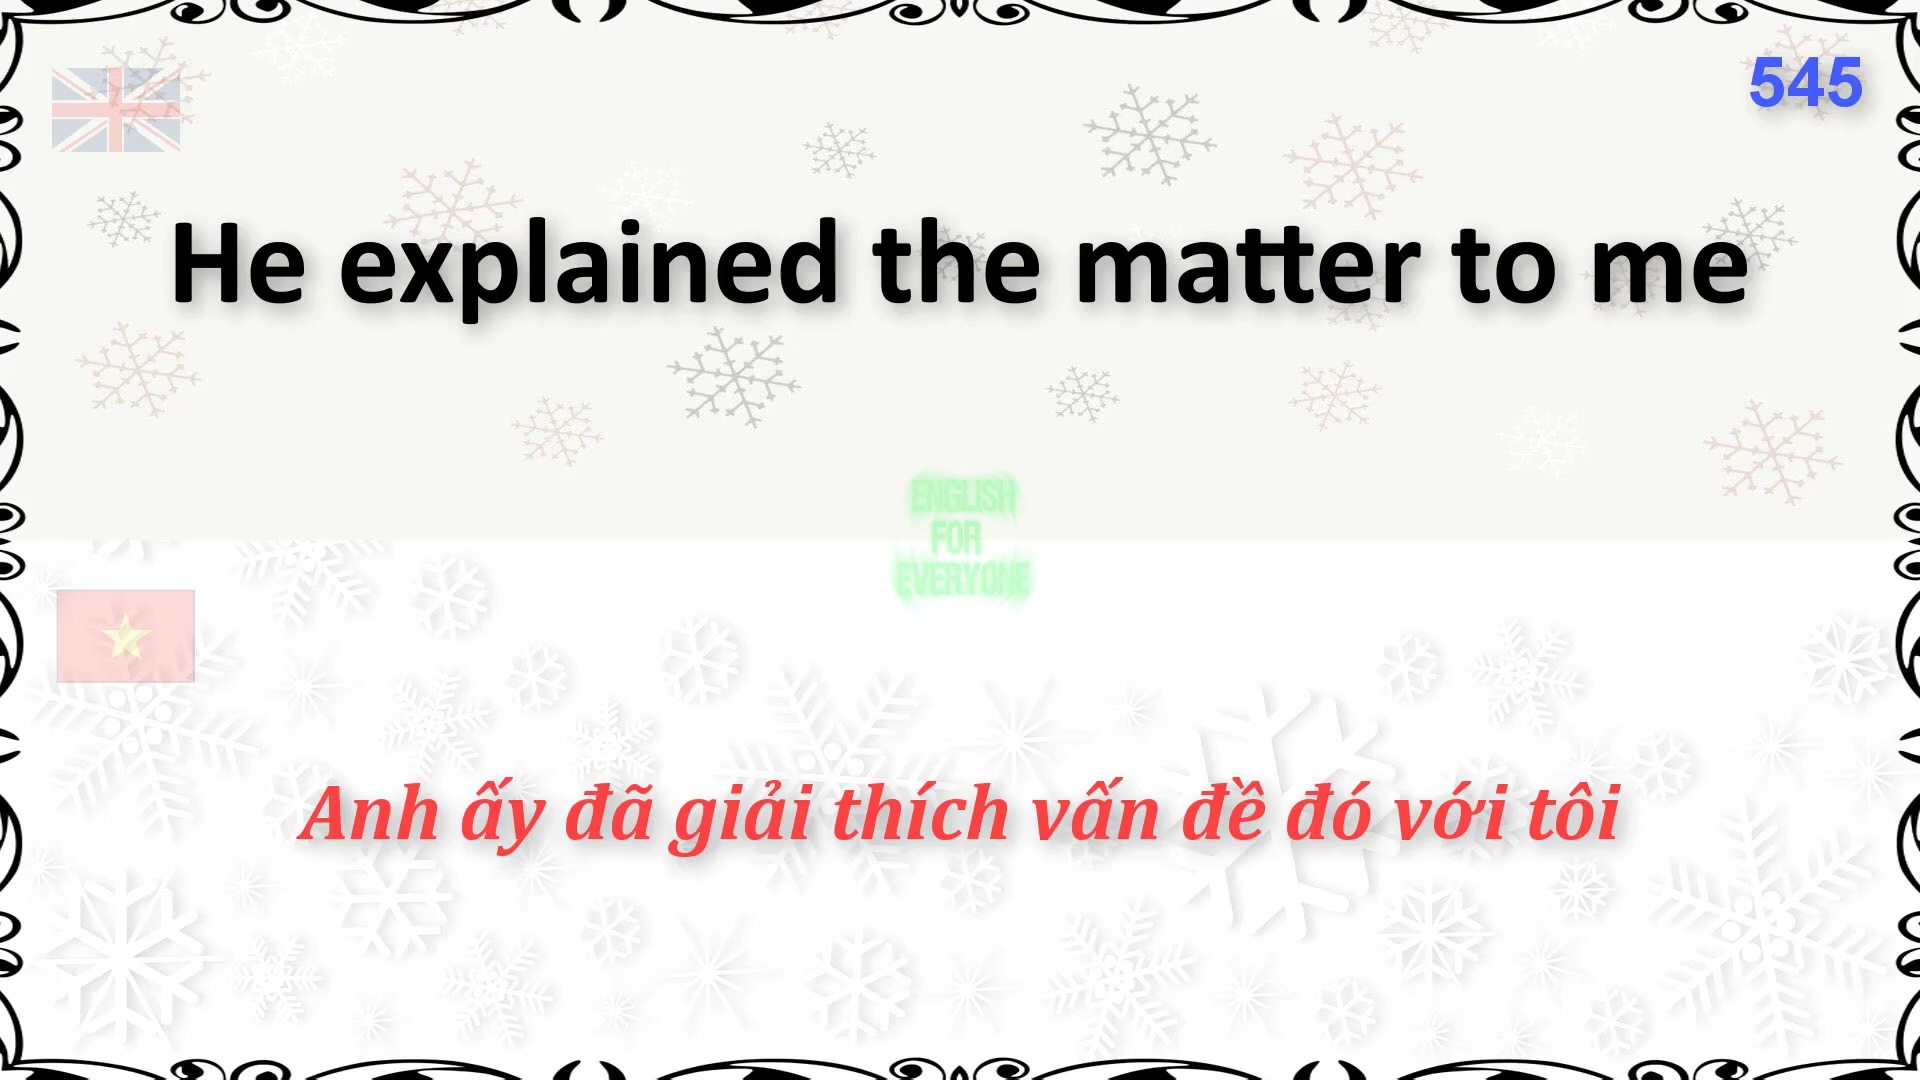 545
He explained the matter to me
ENGLISH
FOR
EVERYONE
Anh ấy đã giải thích vấn đề đó với tôi